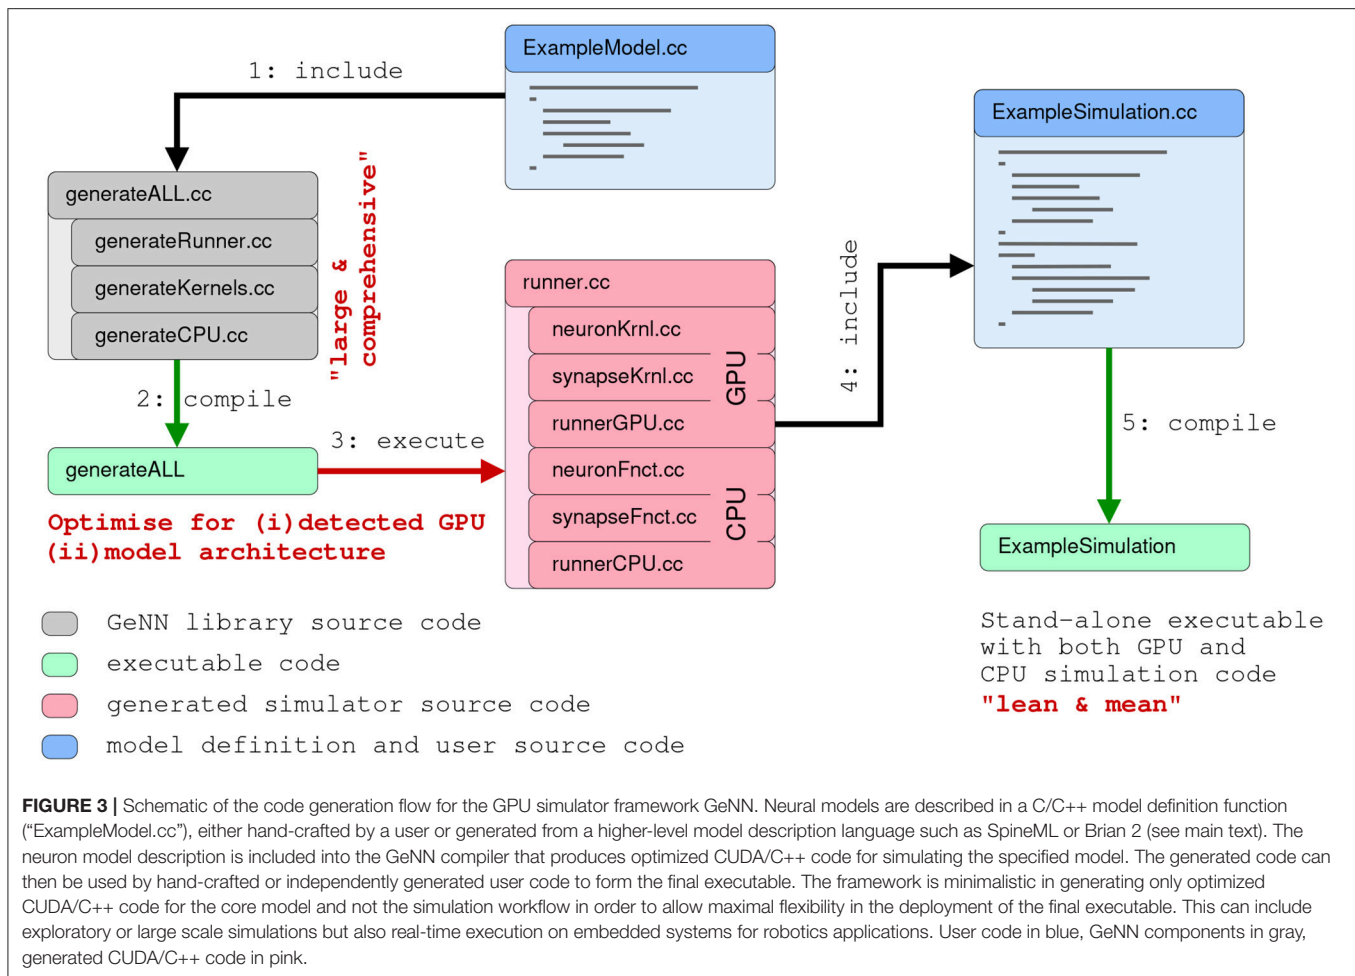 ExampleModel.cc
1: include
ExampleSimulation.cc
generateALL.cc
generateRunner.cc
generateKernels.cc
generateCPU.cc
"large &
comprehensive"
2: compile
generateALL
3: execute
Optimise for (i)detected GPU
(ii)model architecture
runner.cc
neuronKrnl.cc
synapseKrnl.cc
runnerGPU.cc
GPU
neuronFnct.cc
synapseFnct.cc
runnerCPU.cc
CPU
4: include
5: compile
ExampleSimulation
Stand-alone executable
with both GPU and
CPU simulation code
"lean & mean"
GeNN library source code
executable code
generated simulator source code
model definition and user source code
FIGURE 3 | Schematic of the code generation flow for the GPU simulator framework GeNN. Neural models are described in a C/C++ model definition function
(“ExampleModel.cc”), either hand-crafted by a user or generated from a higher-level model description language such as SpineML or Brian 2 (see main text). The
neuron model description is included into the GeNN compiler that produces optimized CUDA/C++ code for simulating the specified model. The generated code can
then be used by hand-crafted or independently generated user code to form the final executable. The framework is minimalistic in generating only optimized
CUDA/C++ code for the core model and not the simulation workflow in order to allow maximal flexibility in the deployment of the final executable. This can include
exploratory or large scale simulations but also real-time execution on embedded systems for robotics applications. User code in blue, GeNN components in gray,
generated CUDA/C++ code in pink.